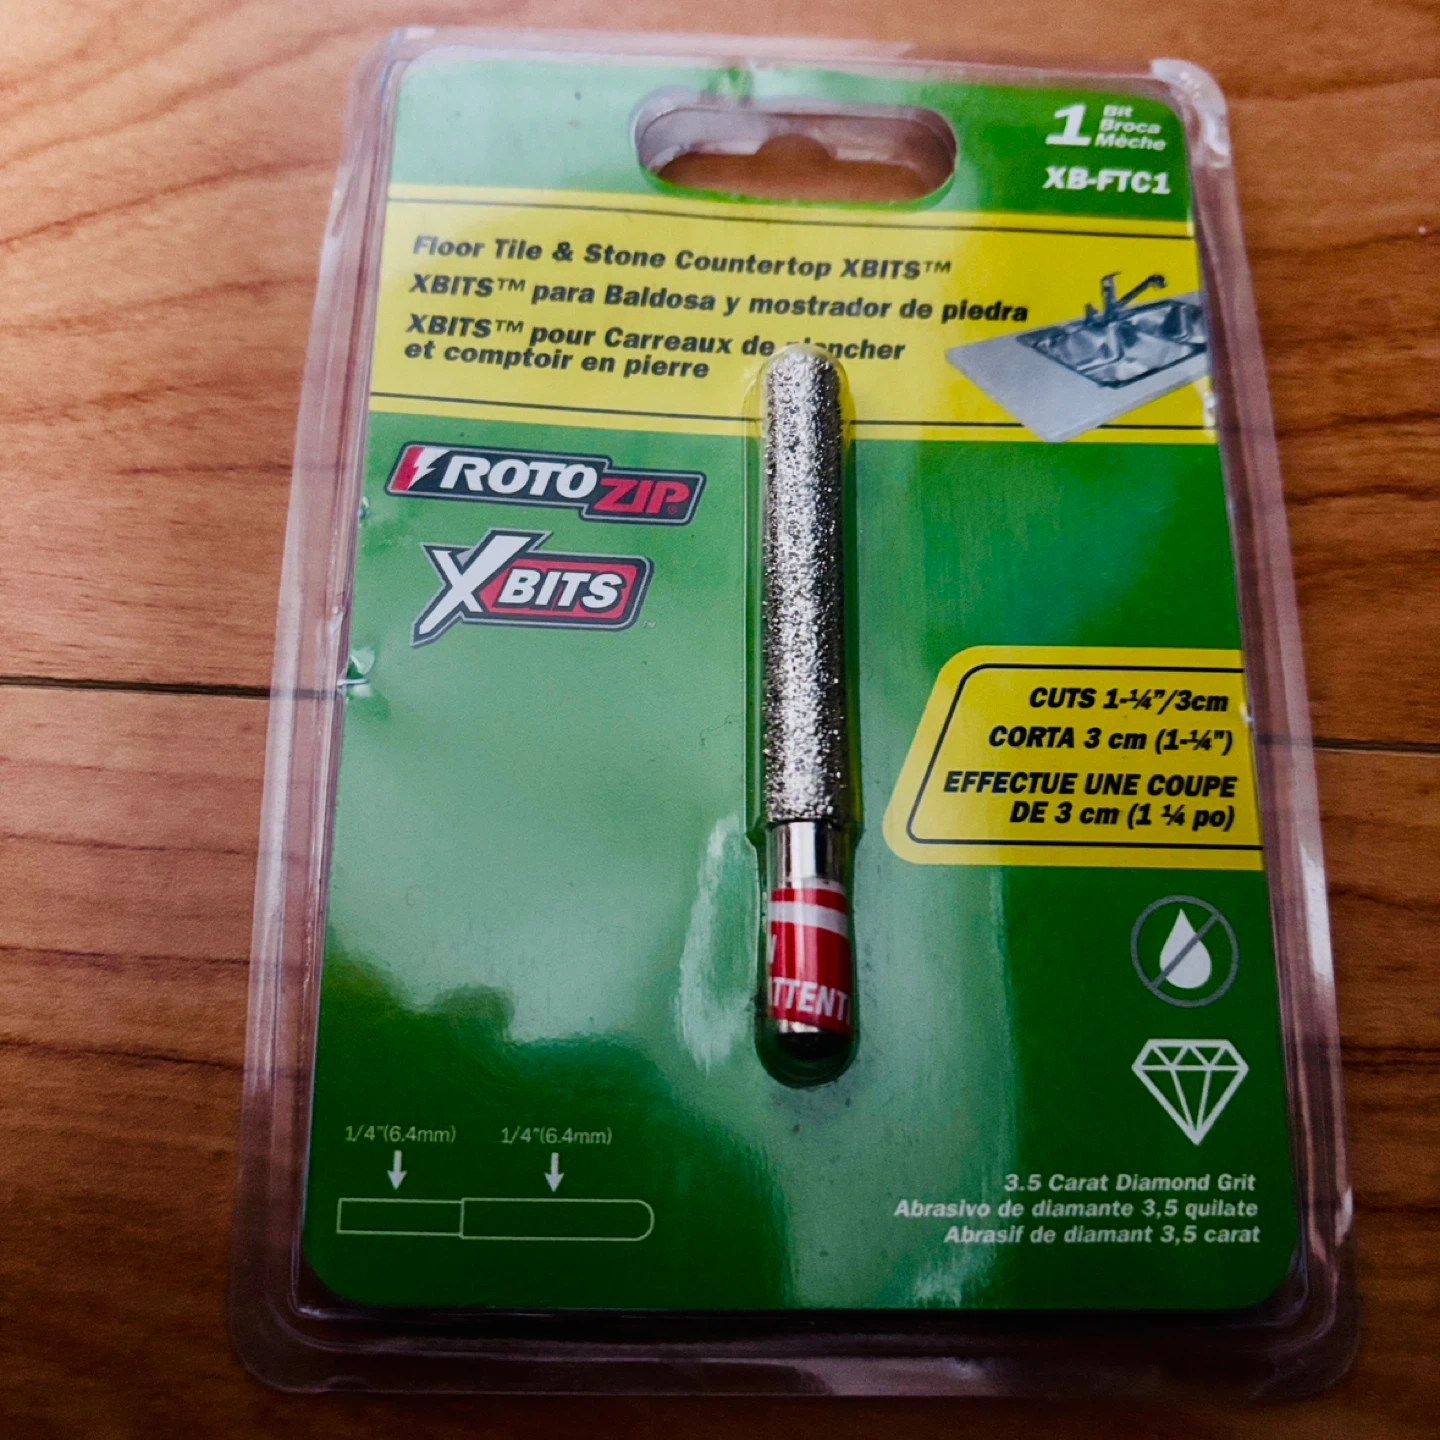 1 Bit
Broca
Mèche
XB-FTC1
Floor Tile & Stone Countertop XBITS™
XBITS™ para Baldosa y mostrador de piedra
XBITS™ pour Carreaux de plancher
et comptoir en pierre
ROTOZIP®
XBITS™
CUTS 1-¼"/3cm
CORTA 3 cm (1-¼")
EFFECTUE UNE COUPE
DE 3 cm (1 ¼ po)
ATTENT
1/4"(6.4mm) 1/4"(6.4mm)
3.5 Carat Diamond Grit
Abrasivo de diamante 3,5 quilate
Abrasif de diamant 3,5 carat